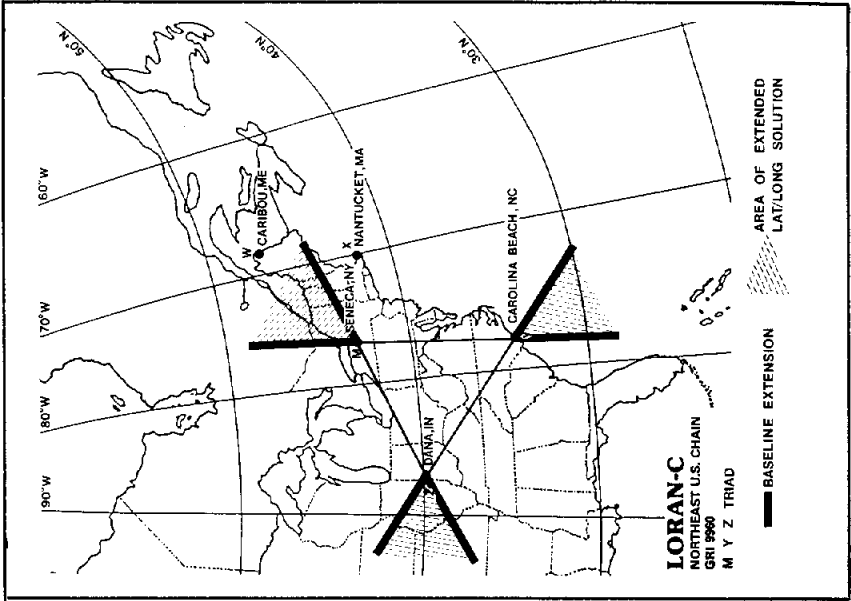 50°N
40°N
30°N
60°W
70°W
80°W
90°W
W
CARIBOU,ME
X
NANTUCKET,MA
M
SENECA,NY
CAROLINA BEACH, NC
DANA,IN
LORAN-C
NORTHEAST U.S. CHAIN
GRI 9960
M Y Z TRIAD
BASELINE EXTENSION
AREA OF EXTENDED
LAT/LONG SOLUTION